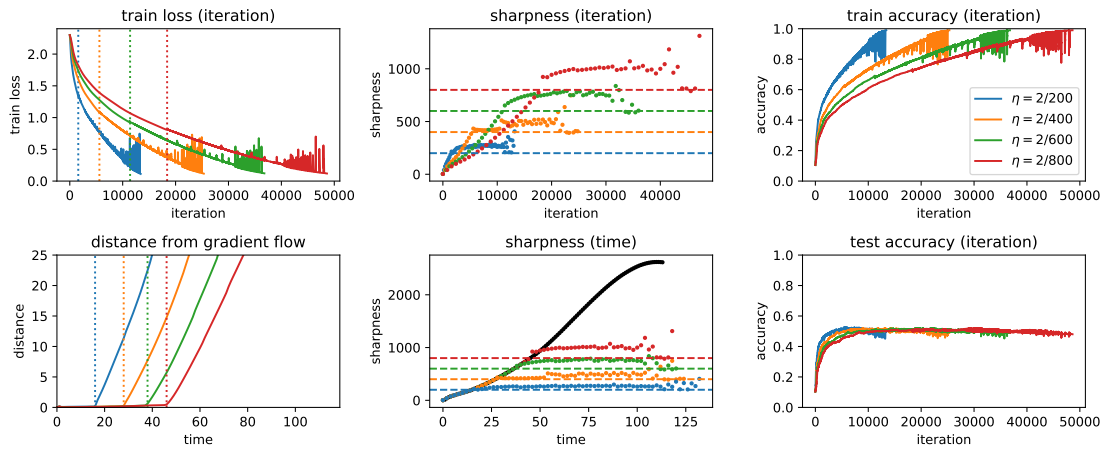 train loss (iteration)
train loss
2.0
1.5
1.0
0.5
0.0
0 10000 20000 30000 40000 50000
iteration
sharpness (iteration)
sharpness
1000
500
0
0 10000 20000 30000 40000
iteration
train accuracy (iteration)
accuracy
1.0
0.8
0.6
0.4
0.2
0.0
η = 2/200
η = 2/400
η = 2/600
η = 2/800
0 10000 20000 30000 40000 50000
iteration
distance from gradient flow
distance
25
20
15
10
5
0
0 20 40 60 80 100
time
sharpness (time)
sharpness
2000
1000
0
0 25 50 75 100 125
time
test accuracy (iteration)
accuracy
1.0
0.8
0.6
0.4
0.2
0.0
0 10000 20000 30000 40000 50000
iteration